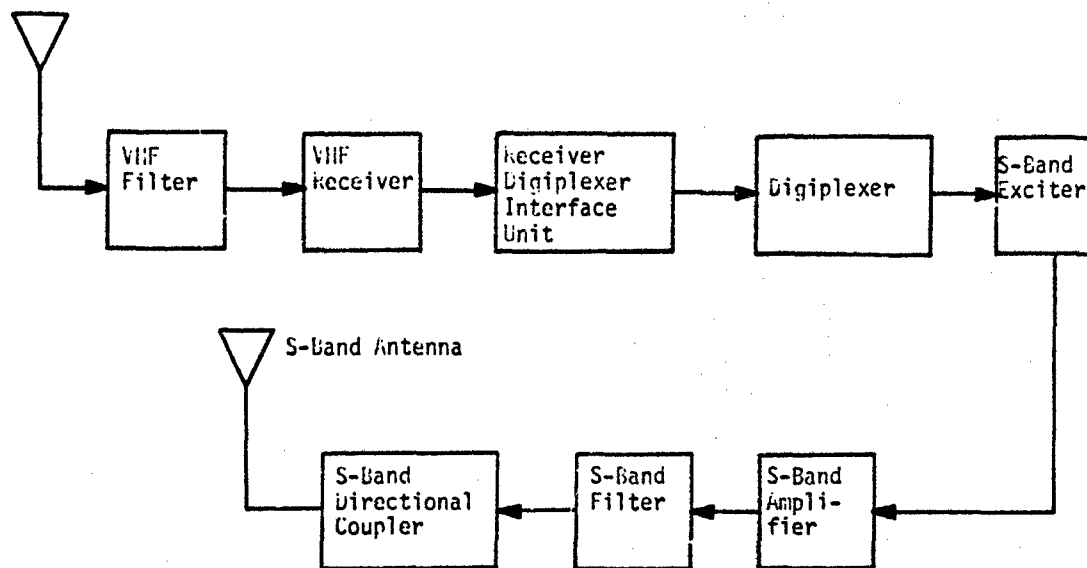 VHF
Filter
VHF
Receiver
Receiver
Digiplexer
Interface
Unit
Digiplexer
S-Band
Exciter
S-Band Antenna
S-Band
Directional
Coupler
S-Band
Filter
S-Band
Ampli-
fier